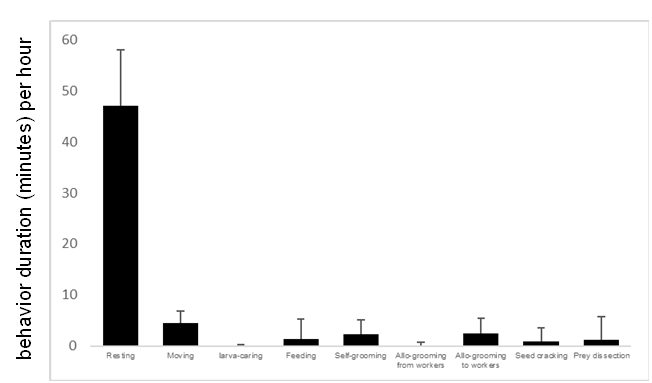 behavior duration (minutes) per hour
60
50
40
30
20
10
0
Resting
Moving
larva-caring
Feeding
Self-grooming
Allo-grooming
from workers
Allo-grooming
to workers
Seed cracking
Prey dissection